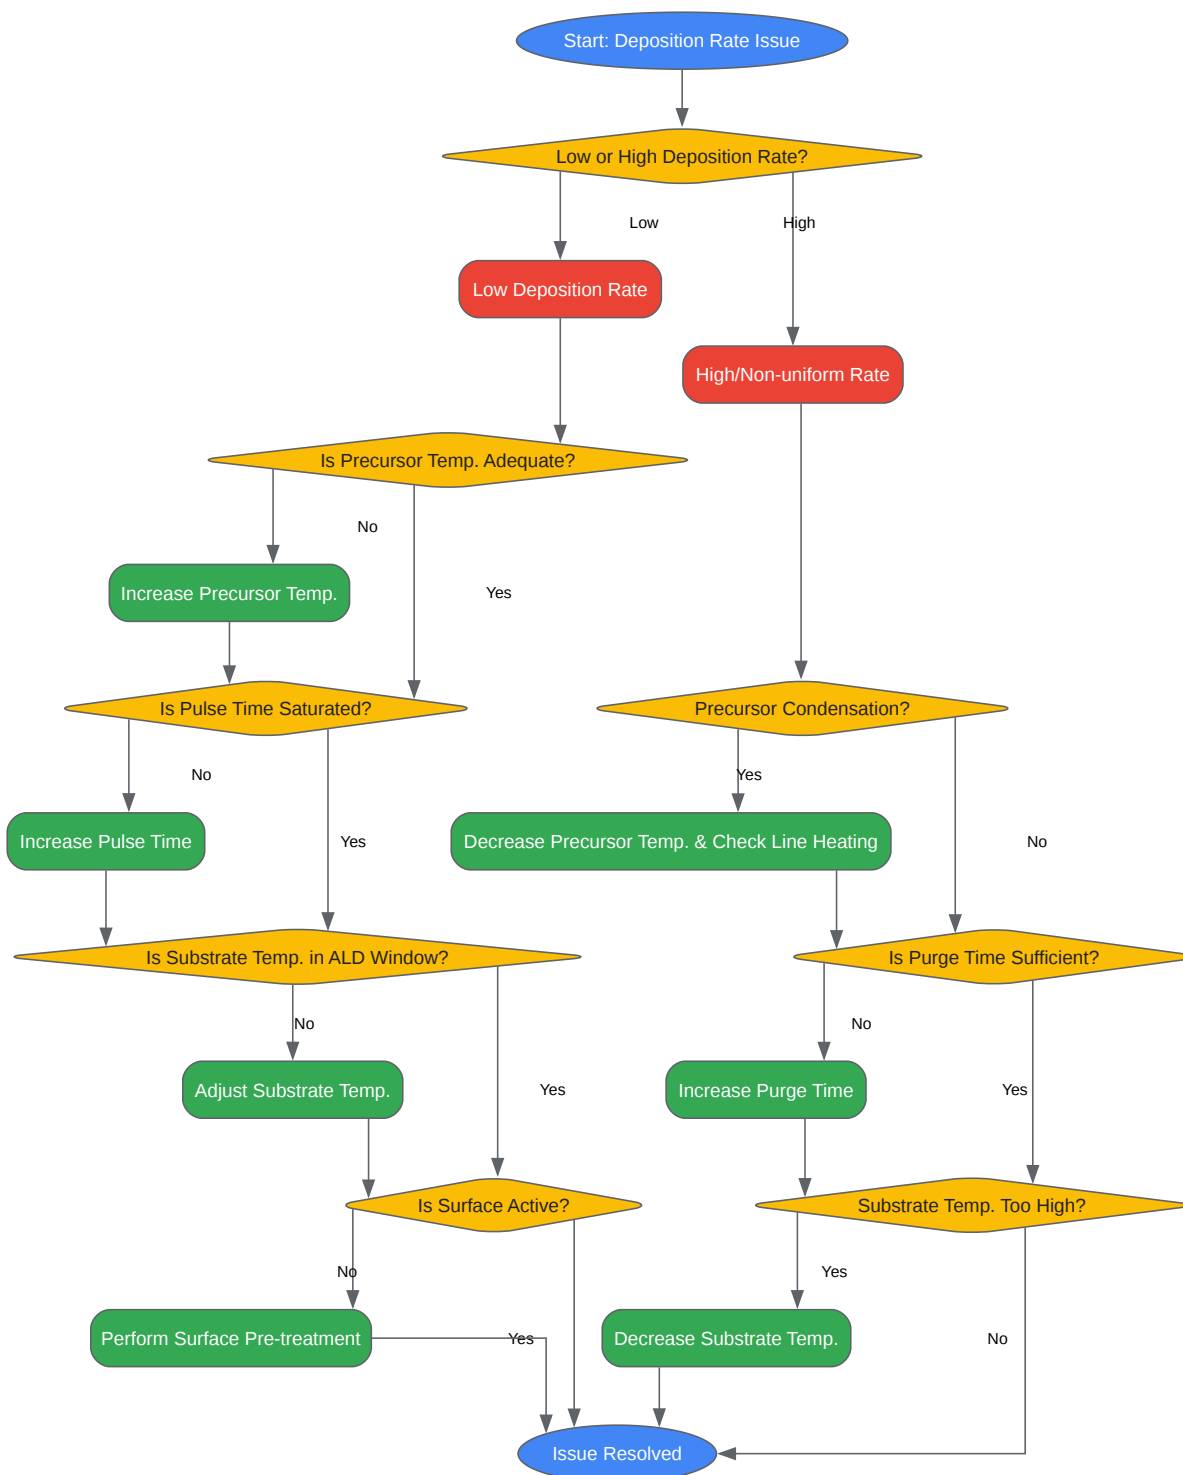 Start: Deposition Rate Issue
Low or High Deposition Rate?
Low
High
Low Deposition Rate
High/Non-uniform Rate
Is Precursor Temp. Adequate?
No
Increase Precursor Temp.
Yes
Is Pulse Time Saturated?
Precursor Condensation?
No
Yes
Increase Pulse Time
Yes
Decrease Precursor Temp. & Check Line Heating
No
Is Substrate Temp. in ALD Window?
Is Purge Time Sufficient?
No
No
Adjust Substrate Temp.
Yes
Increase Purge Time
Yes
Is Surface Active?
Substrate Temp. Too High?
No
Yes
Perform Surface Pre-treatment
Yes
Decrease Substrate Temp.
No
Issue Resolved